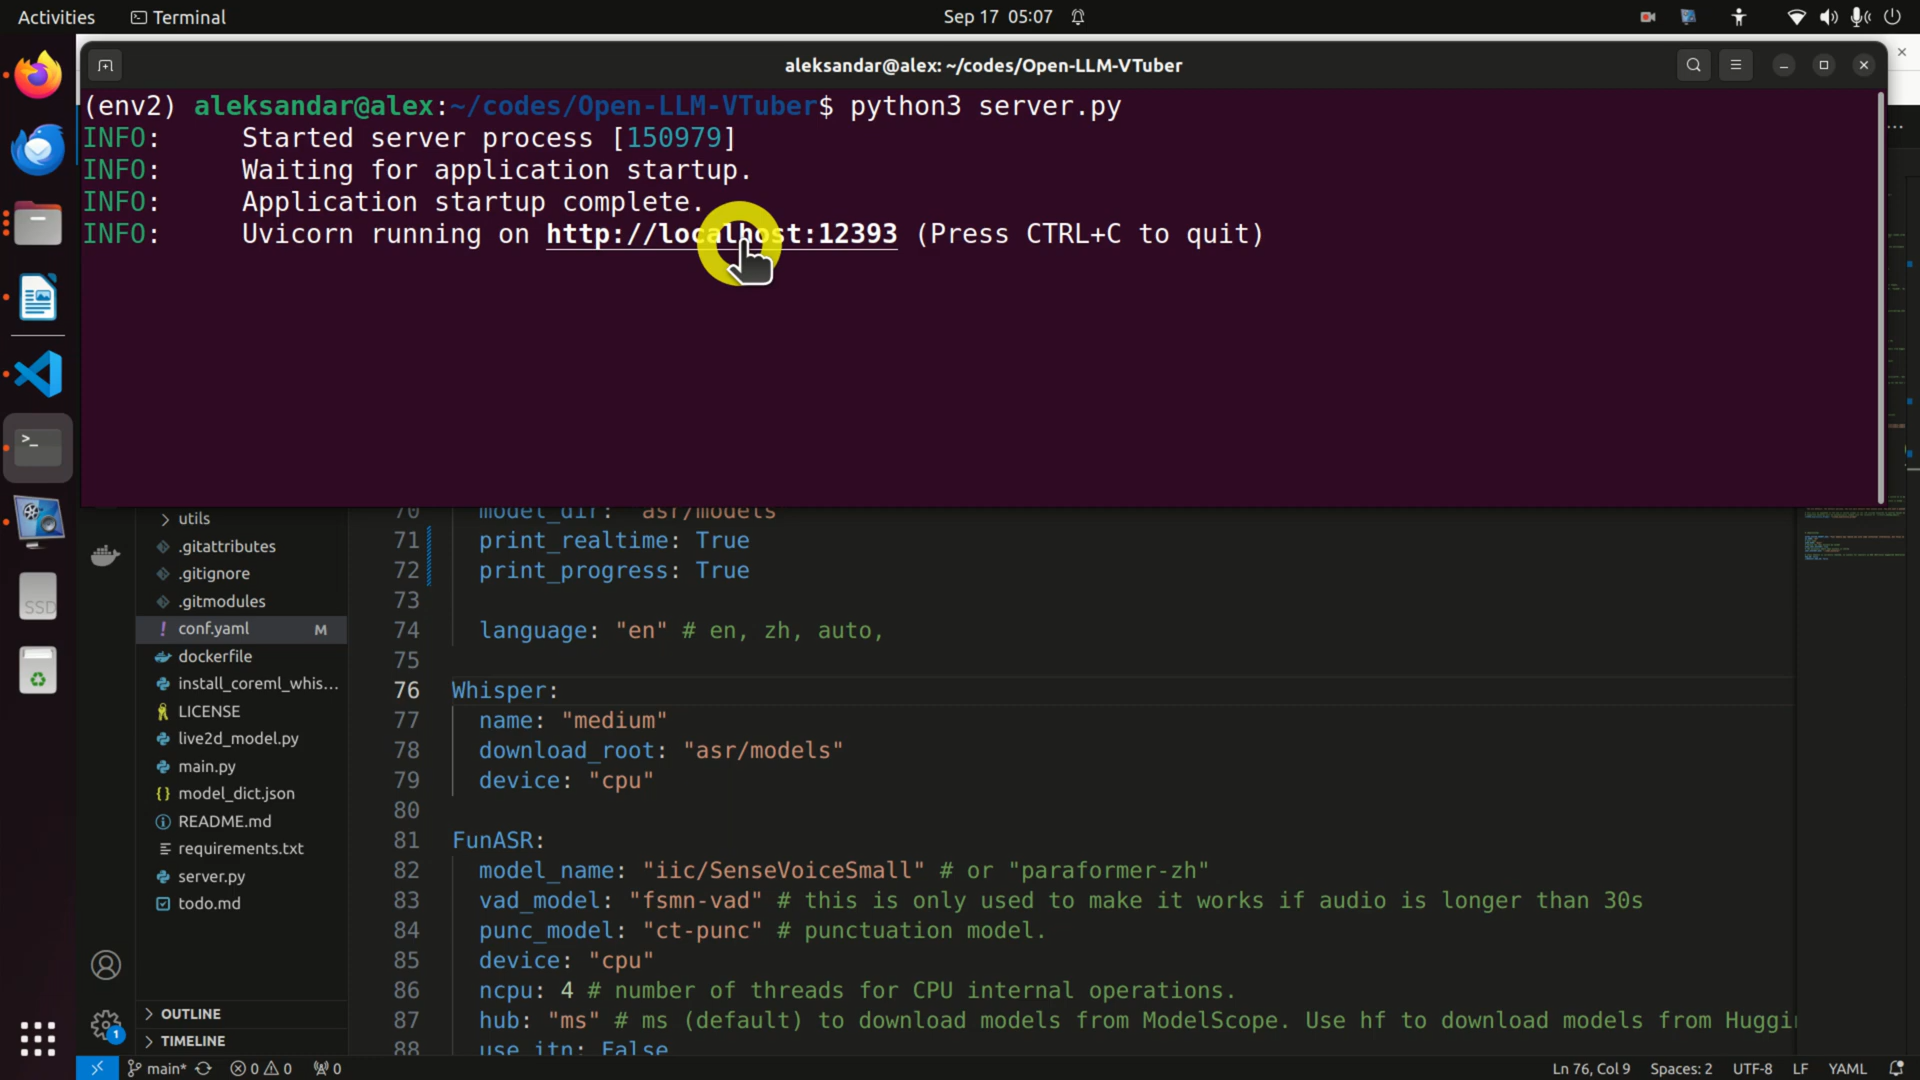 Activities
Terminal
Sep 17 05:07
aleksandar@alex: ~/codes/Open-LLM-VTuber
(env2) aleksandar@alex:~/codes/Open-LLM-VTuber$ python3 server.py
INFO: Started server process [150979]
INFO: Waiting for application startup.
INFO: Application startup complete.
INFO: Uvicorn running on http://localhost:12393 (Press CTRL+C to quit)
SSD
utils
.gitattributes
.gitignore
.gitmodules
conf.yaml M
dockerfile
install_coreml_whis...
LICENSE
live2d_model.py
main.py
model_dict.json
README.md
requirements.txt
server.py
todo.md
OUTLINE
TIMELINE
1
70 model_dir: "asr/models"
71 print_realtime: True
72 print_progress: True
73
74 language: "en" # en, zh, auto,
75
76 Whisper:
77 name: "medium"
78 download_root: "asr/models"
79 device: "cpu"
80
81 FunASR:
82 model_name: "iic/SenseVoiceSmall" # or "paraformer-zh"
83 vad_model: "fsmn-vad" # this is only used to make it works if audio is longer than 30s
84 punc_model: "ct-punc" # punctuation model.
85 device: "cpu"
86 ncpu: 4 # number of threads for CPU internal operations.
87 hub: "ms" # ms (default) to download models from ModelScope. Use hf to download models from Huggi
88 use_itn: False
main* 0 0 0
Ln 76, Col 9 Spaces: 2 UTF-8 LF YAML